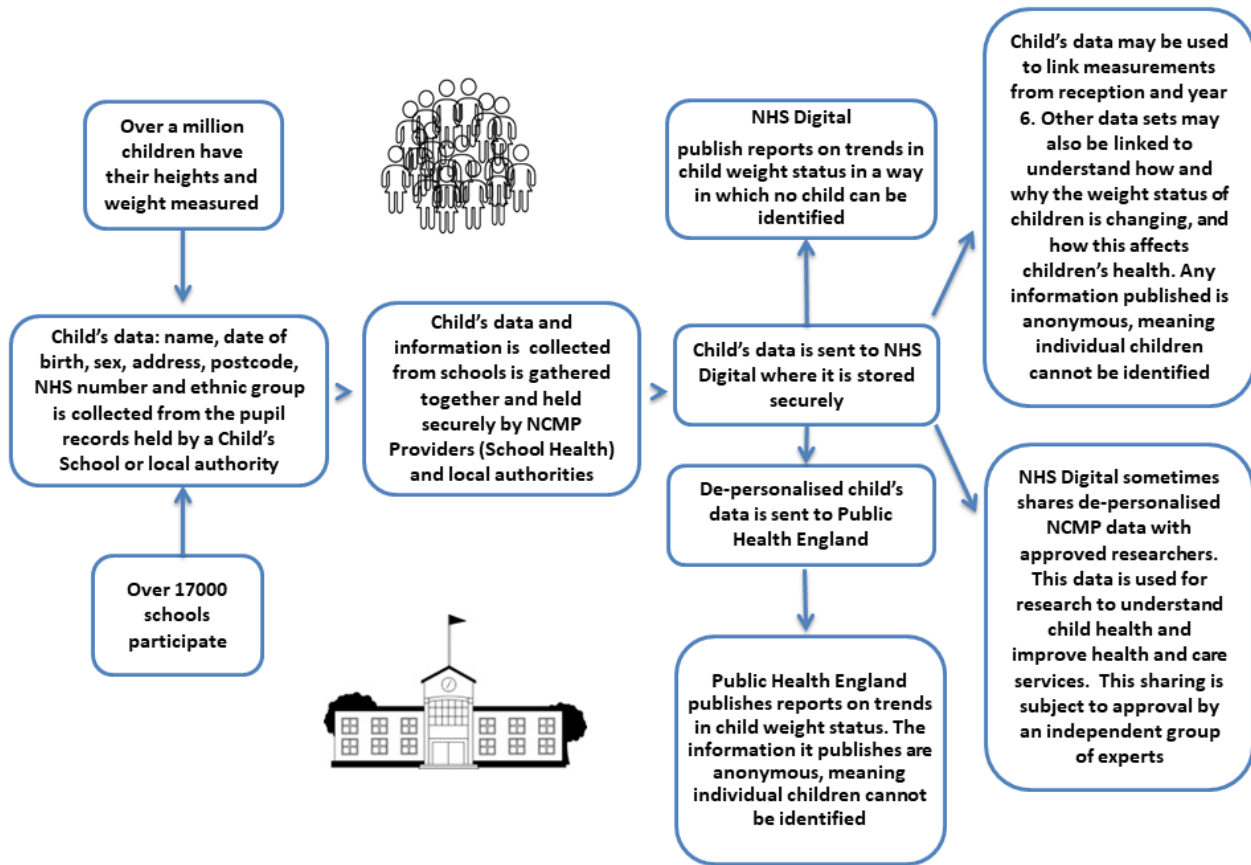 Over a million
children have
their heights and
weight measured
Child's data: name, date of
birth, sex, address, postcode,
NHS number and ethnic group
is collected from the pupil
records held by a Child's
School or local authority
Over 17000
schools
participate
Child's data and
information is  collected
from schools is gathered
together and held
securely by NCMP
Providers (School Health)
and local authorities
NHS Digital
publish reports on trends in
child weight status in a way
in which no child can be
identified
Child's data is sent to NHS
Digital where it is stored
securely
De-personalised child's
data is sent to Public
Health England
Public Health England
publishes reports on trends
in child weight status. The
information it publishes are
anonymous, meaning
individual children cannot
be identified
Child's data may be used
to link measurements
from reception and year
6. Other data sets may
also be linked to
understand how and
why the weight status of
children is changing, and
how this affects
children's health. Any
information published is
anonymous, meaning
individual children
cannot be identified
NHS Digital sometimes
shares de-personalised
NCMP data with
approved researchers.
This data is used for
research to understand
child health and
improve health and care
services.  This sharing is
subject to approval by
an independent group
of experts